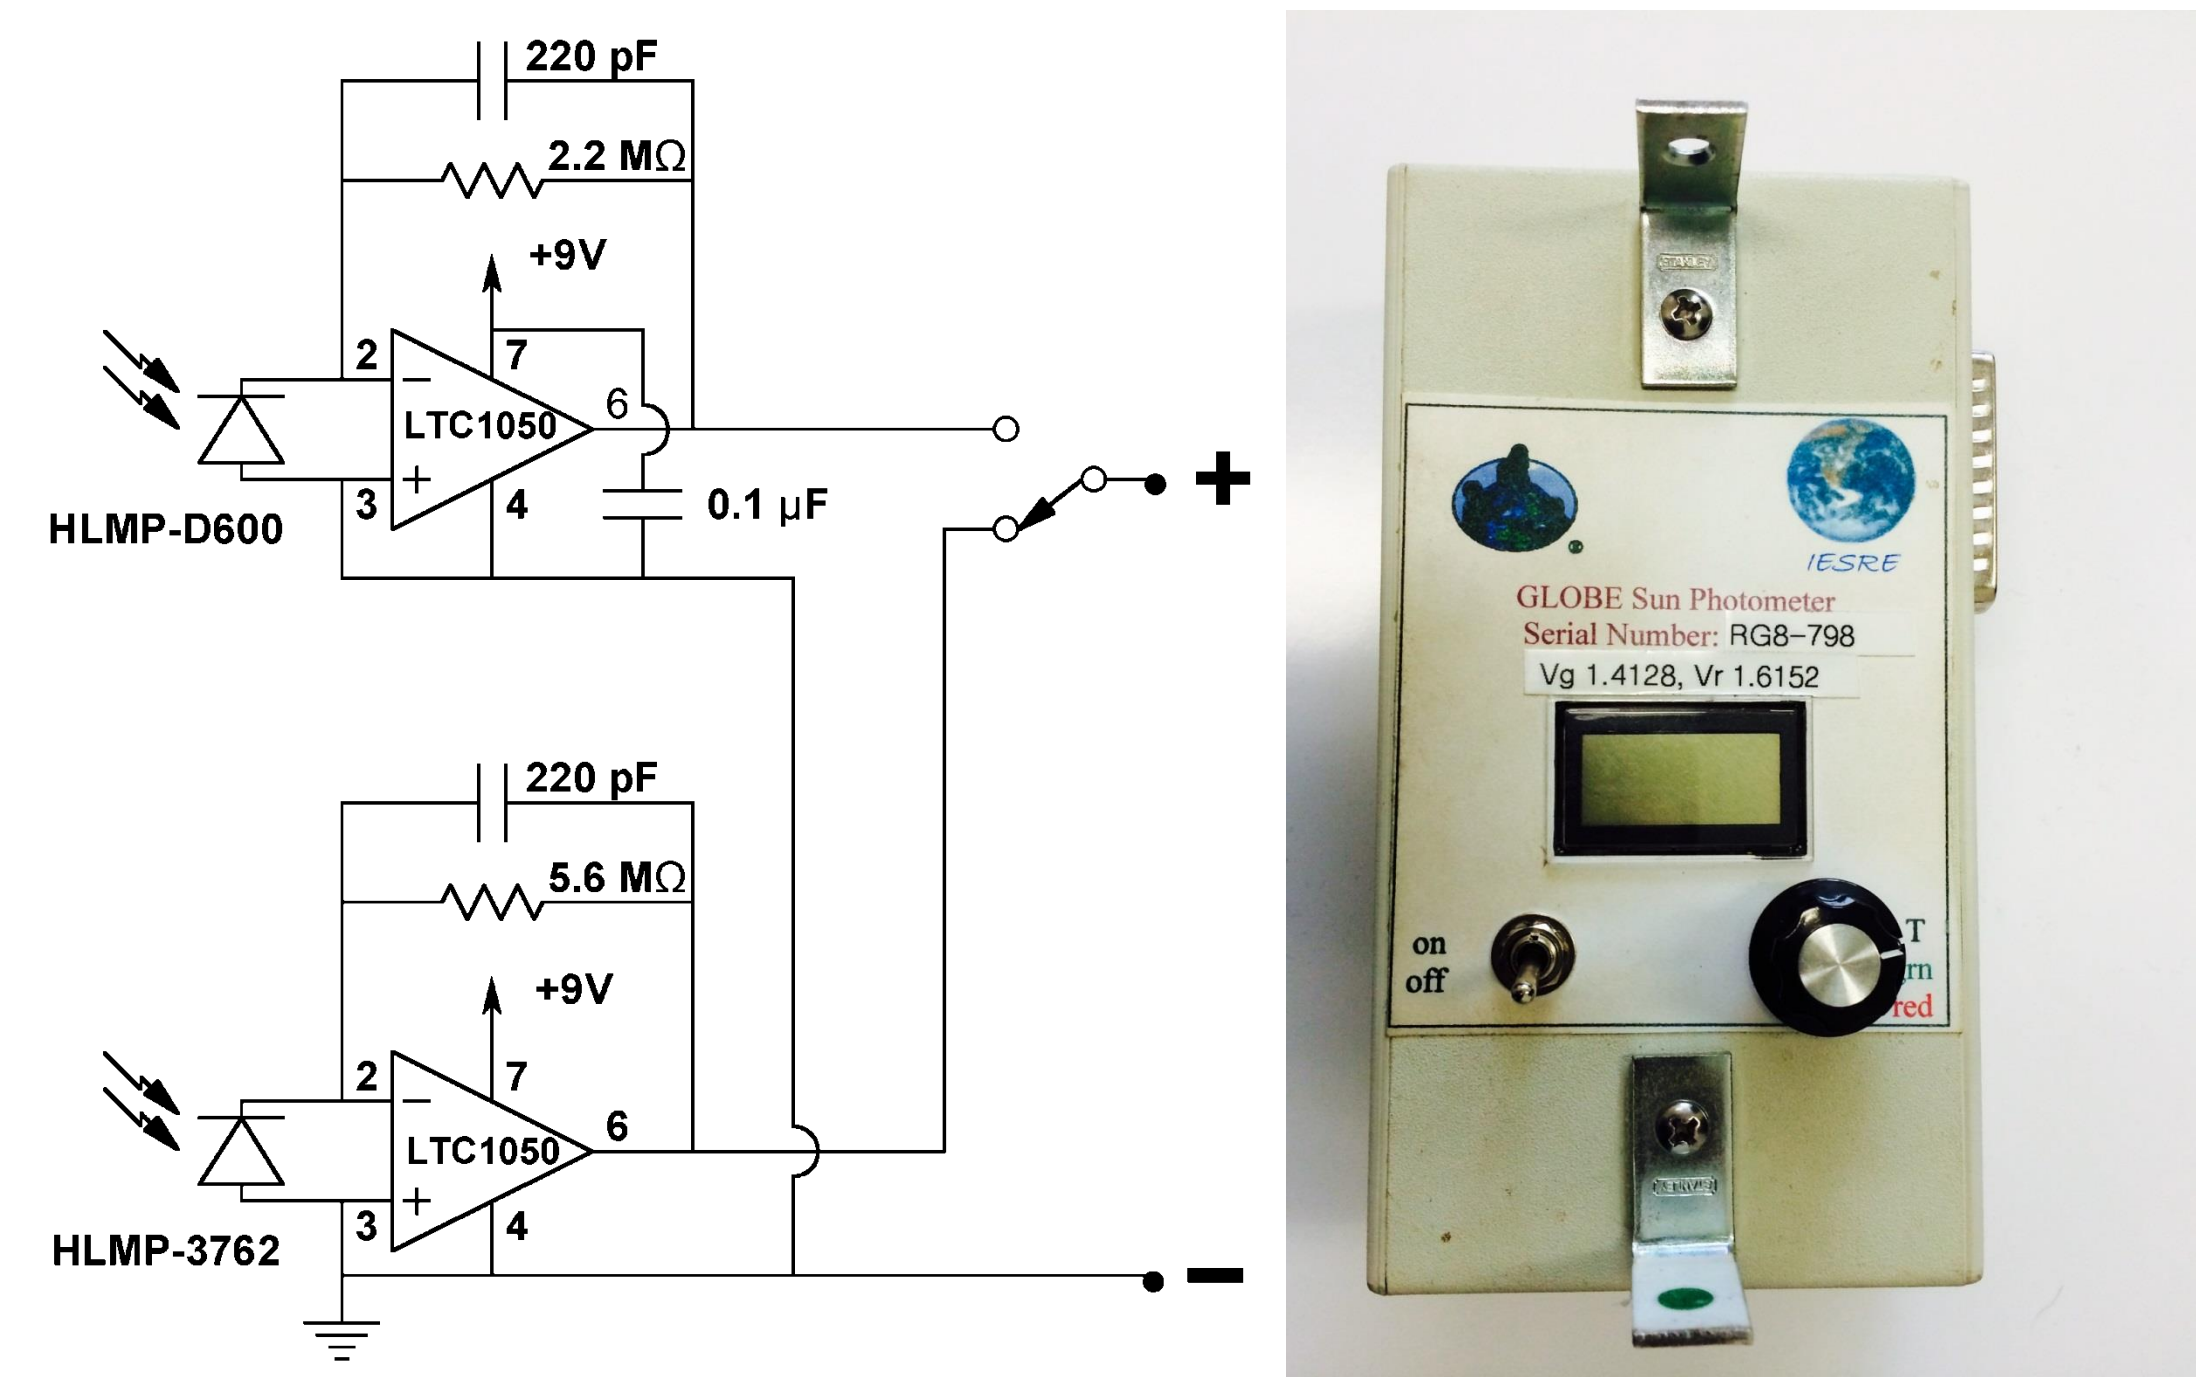 220 pF
2.2 MΩ
+9V
2
7
6
LTC1050
3
4
0.1 µF
HLMP-D600
+
220 pF
5.6 MΩ
+9V
2
7
6
LTC1050
3
4
HLMP-3762
−
STANLEY
®
IESRE
GLOBE Sun Photometer
Serial Number: RG8-798
Vg 1.4128, Vr 1.6152
on
off
T
rn
red
STANLEY